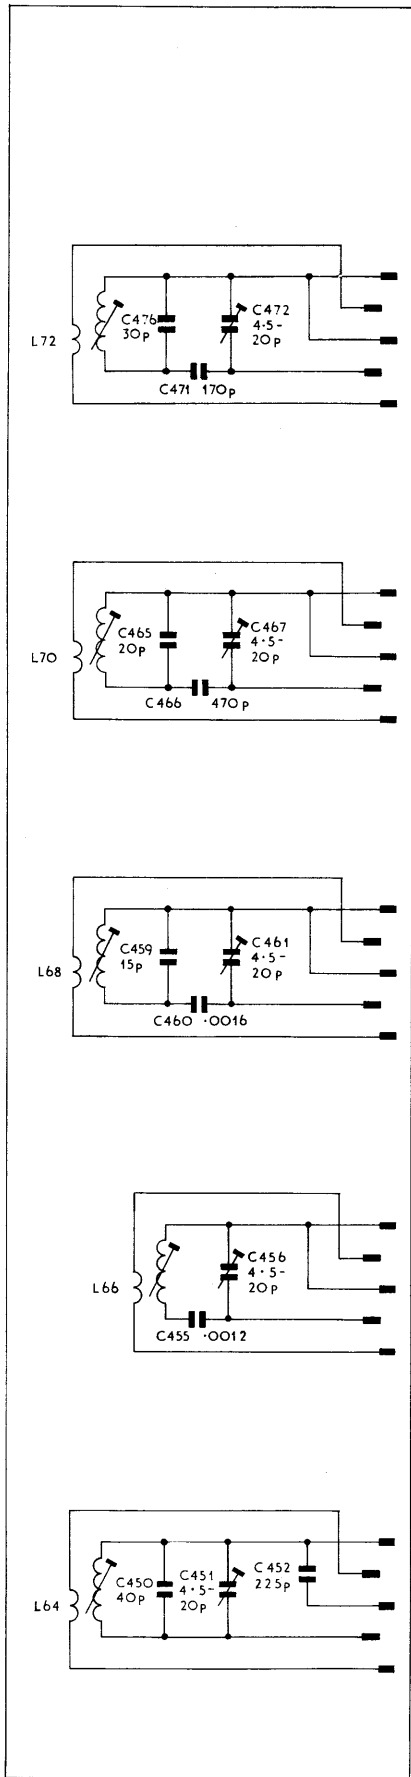 L72
C476
30p
C472
4·5-
20p
C471 170p
L70
C465
20p
C467
4·5-
20p
C466 470p
L68
C459
15p
C461
4·5-
20p
C460 ·0016
L66
C456
4·5-
20p
C455 ·0012
L64
C450
40p
C451
4·5-
20p
C452
225p